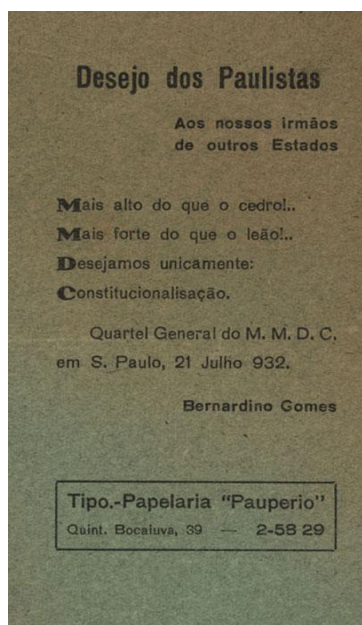 Desejo dos Paulistas
Aos nossos irmãos
de outros Estados
Mais alto do que o cedro!..
Mais forte do que o leão!..
Desejamos unicamente:
Constitucionalisação.
Quartel General do M. M. D. C.
em S. Paulo, 21 Julho 932.
Bernardino Gomes
Tipo.-Papelaria "Pauperio"
Quint. Bocaiuva, 39 — 2-58 29